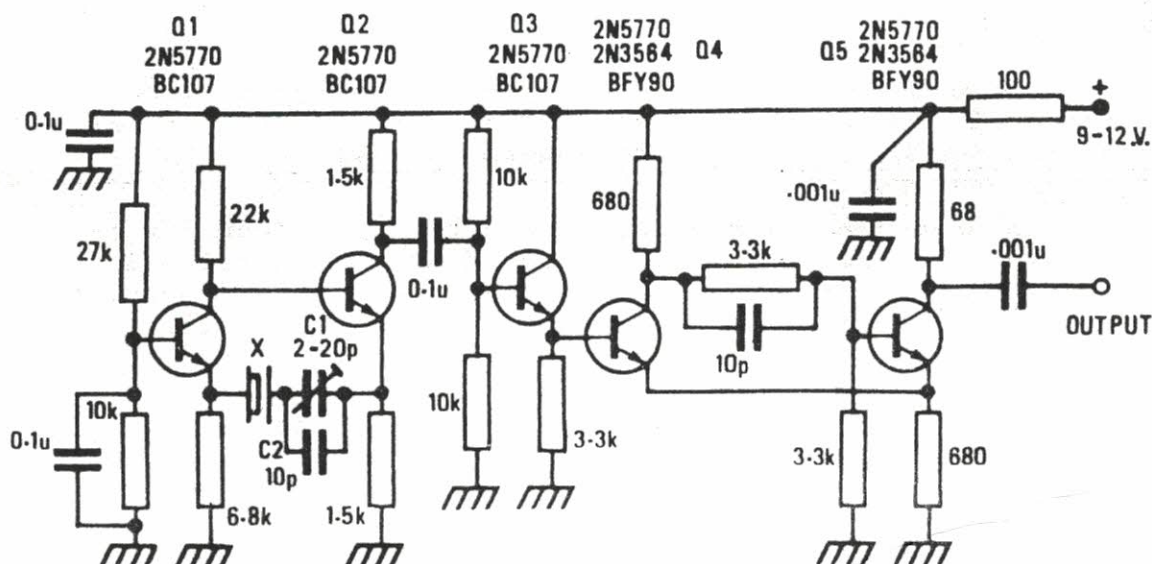 Q1
2N5770
BC107
Q2
2N5770
BC107
Q3
2N5770
BC107
2N5770
2N3564
BFY90
Q4
Q5
2N5770
2N3564
BFY90
100
+
9-12.V.
0·1u
27k
22k
1·5k
10k
680
·001u
68
3·3k
·001u
0·1u
OUTPUT
X
C1
2-20p
10p
10k
0·1u
C2
10p
10k
3·3k
3·3k
680
6·8k
1·5k